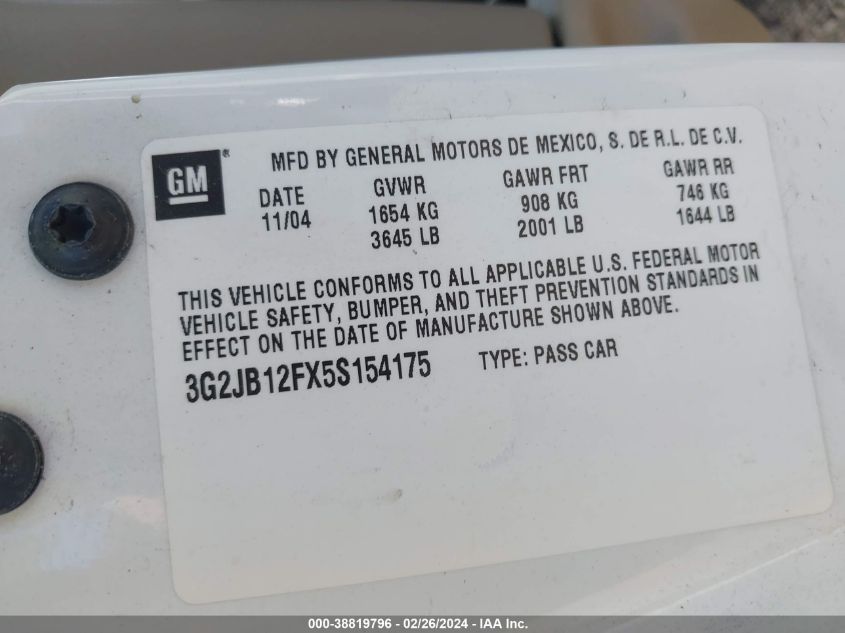 GM®
MFD BY GENERAL MOTORS DE MEXICO, S. DE R.L. DE C.V.
DATE GVWR GAWR FRT GAWR RR
11/04 1654 KG 908 KG 746 KG
3645 LB 2001 LB 1644 LB
THIS VEHICLE CONFORMS TO ALL APPLICABLE U.S. FEDERAL MOTOR
VEHICLE SAFETY, BUMPER, AND THEFT PREVENTION STANDARDS IN
EFFECT ON THE DATE OF MANUFACTURE SHOWN ABOVE.
3G2JB12FX5S154175 TYPE: PASS CAR
000-38819796 - 02/26/2024 - IAA Inc.